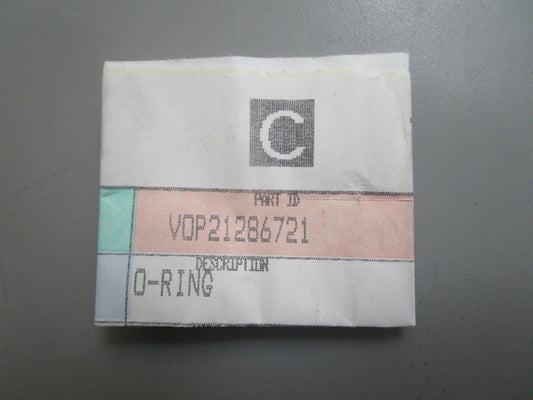 C
PART ID
VOP21286721
DESCRIPTION
O-RING